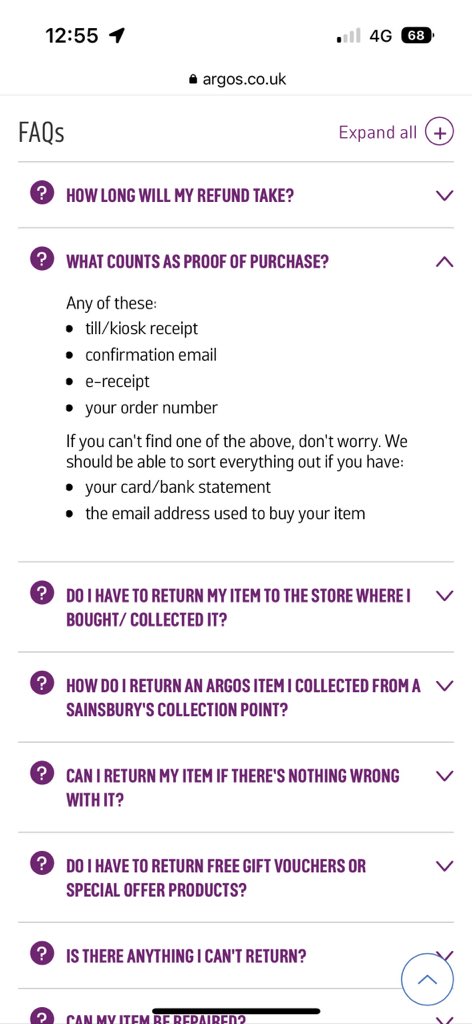 12:55
4G 68
argos.co.uk
FAQs
Expand all
HOW LONG WILL MY REFUND TAKE?
WHAT COUNTS AS PROOF OF PURCHASE?
Any of these:
• till/kiosk receipt
• confirmation email
• e-receipt
• your order number
If you can't find one of the above, don't worry. We
should be able to sort everything out if you have:
• your card/bank statement
• the email address used to buy your item
DO I HAVE TO RETURN MY ITEM TO THE STORE WHERE I
BOUGHT/ COLLECTED IT?
HOW DO I RETURN AN ARGOS ITEM I COLLECTED FROM A
SAINSBURY'S COLLECTION POINT?
CAN I RETURN MY ITEM IF THERE'S NOTHING WRONG
WITH IT?
DO I HAVE TO RETURN FREE GIFT VOUCHERS OR
SPECIAL OFFER PRODUCTS?
IS THERE ANYTHING I CAN'T RETURN?
CAN MY ITEM BE REPAIRED?